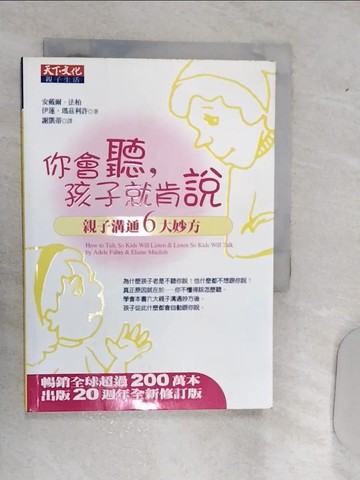 天下文化
親子生活
安戴爾・法柏
伊蓮・瑪茲利許 著
謝凱蒂 譯
你會聽,
孩子就肯說
親子溝通6大妙方
How to Talk So Kids Will Listen & Listen So Kids Will Talk
by Adele Faber & Elaine Mazlish
為什麼孩子老是不聽你說!但什麼都不想跟你說!
真正原因就在於──你不懂得該怎麼聽。
學會本書六大親子溝通妙方後,
孩子從此什麼都會自動跟你說。
暢銷全球超過200萬本
出版20週年全新修訂版